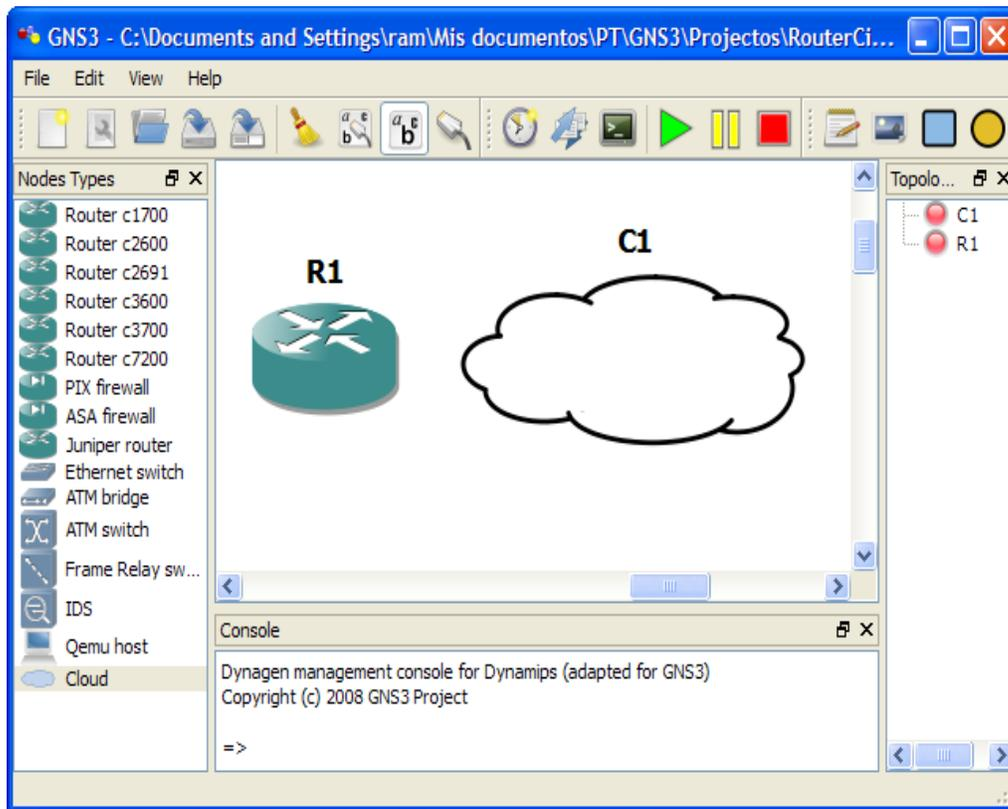 GNS3 - C:\Documents and Settings\ram\Mis documentos\PT\GNS3\Projectos\RouterCi...
File Edit View Help
Nodes Types
Router c1700
Router c2600
Router c2691
Router c3600
Router c3700
Router c7200
PIX firewall
ASA firewall
Juniper router
Ethernet switch
ATM bridge
ATM switch
Frame Relay sw...
IDS
Qemu host
Cloud
R1
C1
Console
Dynagen management console for Dynamips (adapted for GNS3)
Copyright (c) 2008 GNS3 Project
=>
Topolo...
C1
R1